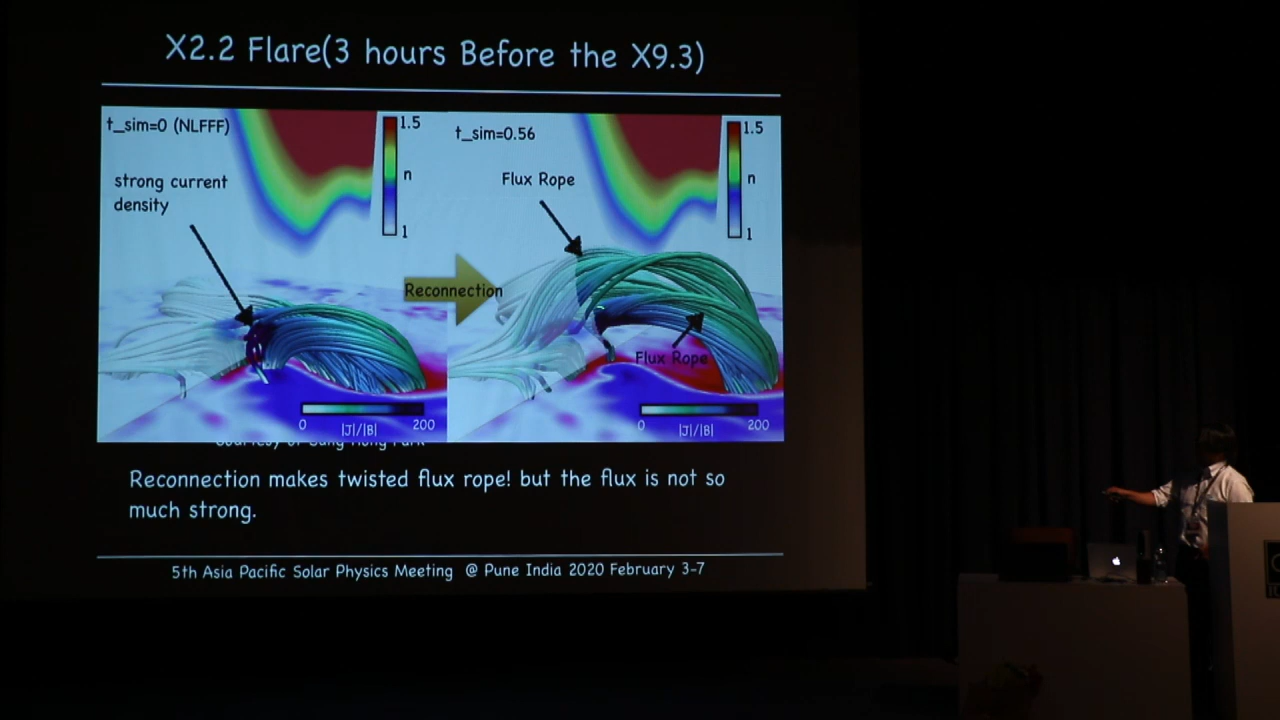 X2.2 Flare(3 hours Before the X9.3)
t_sim=0 (NLFFF)
1.5
n
1
strong current
density
0
200
|J|/|B|
Reconnection
t_sim=0.56
1.5
n
1
Flux Rope
Flux Rope
0
200
|J|/|B|
Reconnection makes twisted flux rope! but the flux is not so
much strong.
5th Asia Pacific Solar Physics Meeting @ Pune India 2020 February 3-7